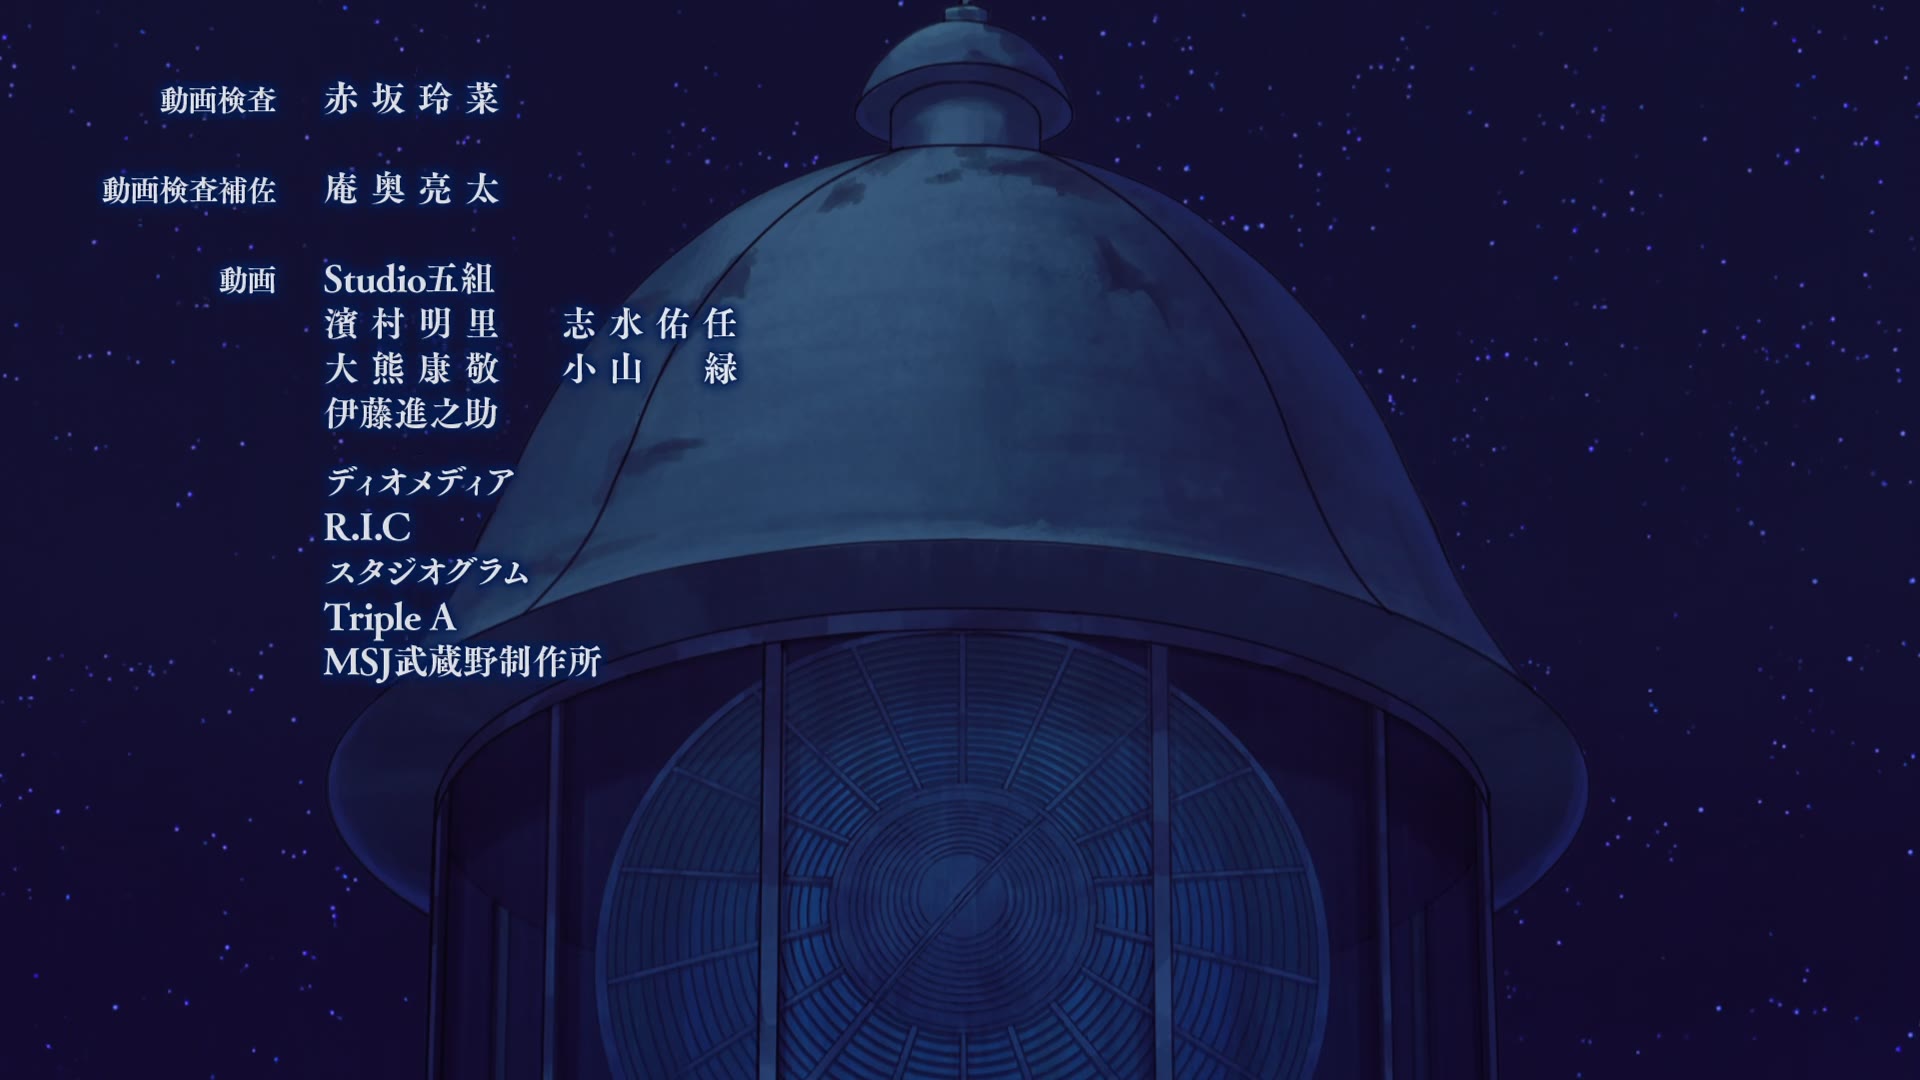 動画検査 赤坂玲菜
動画検査補佐 庵奥亮太
動画 Studio五組
濱村明里 志水佑任
大熊康敬 小山 緑
伊藤進之助
ディオメディア
R.I.C
スタジオグラム
Triple A
MSJ武蔵野制作所